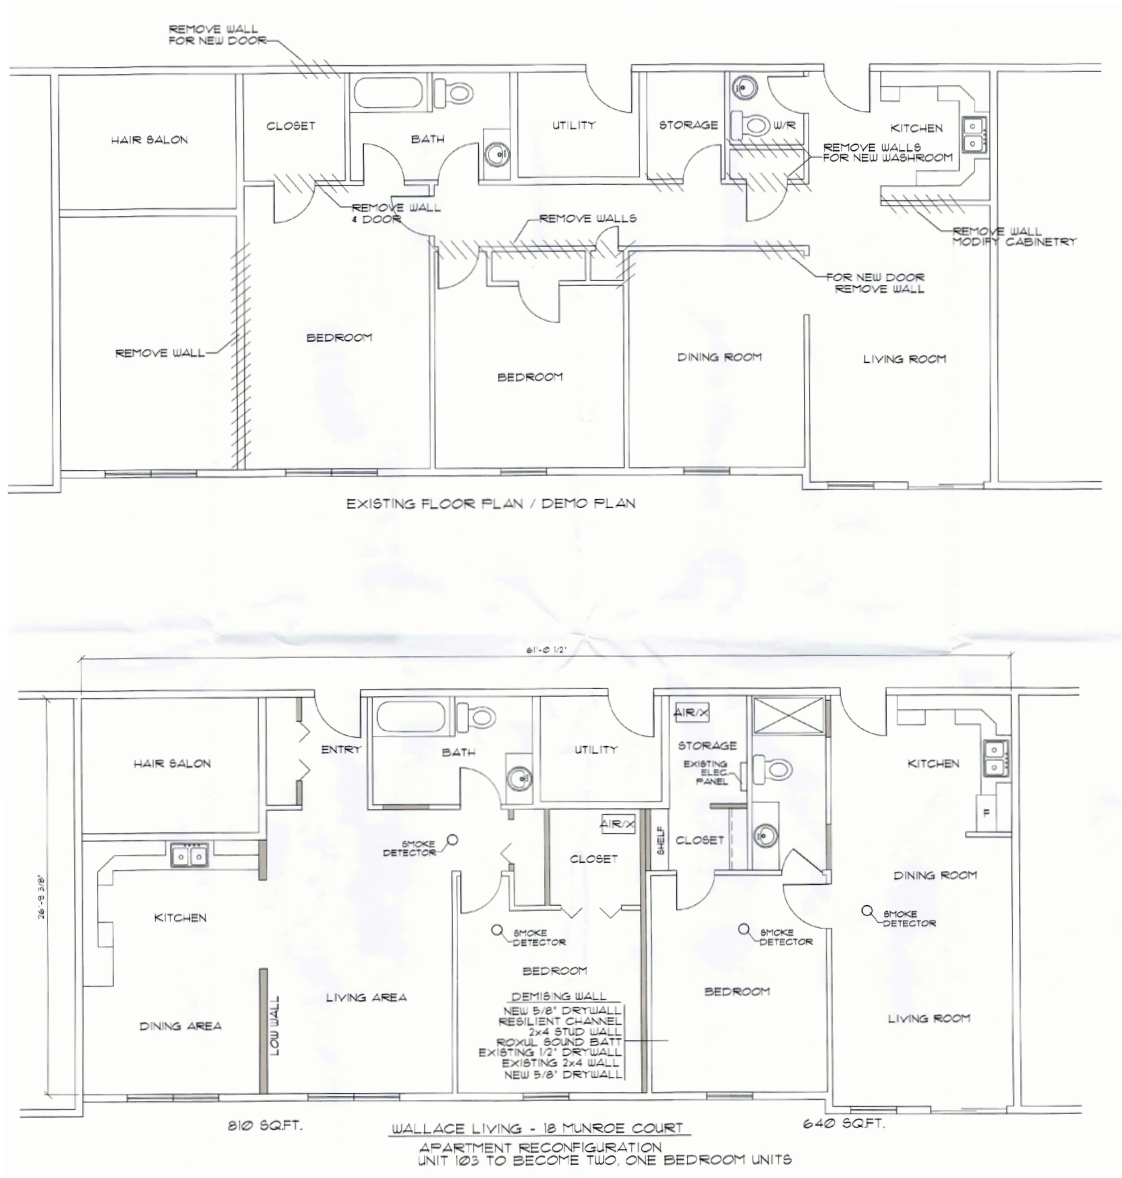 REMOVE WALL
FOR NEW DOOR
HAIR SALON
CLOSET
BATH
UTILITY
STORAGE
W/R
KITCHEN
REMOVE WALLS
FOR NEW WASHROOM
REMOVE WALL
& DOOR
REMOVE WALLS
REMOVE WALL
MODIFY CABINETRY
FOR NEW DOOR
REMOVE WALL
REMOVE WALL
BEDROOM
BEDROOM
DINING ROOM
LIVING ROOM
EXISTING FLOOR PLAN / DEMO PLAN
61'-0 1/2"
HAIR SALON
ENTRY
BATH
UTILITY
AIR/X
STORAGE
EXISTING
ELEC.
PANEL
KITCHEN
F
AIR/X
SMOKE
DETECTOR
CLOSET
SHELF
CLOSET
DINING ROOM
26'-8 3/8"
KITCHEN
SMOKE
DETECTOR
SMOKE
DETECTOR
SMOKE
DETECTOR
BEDROOM
BEDROOM
LIVING AREA
LOW WALL
DINING AREA
LIVING ROOM
DEMISING WALL
NEW 5/8" DRYWALL
RESILIENT CHANNEL
2x4 STUD WALL
ROXUL SOUND BATT
EXISTING 1/2" DRYWALL
EXISTING 2x4 WALL
NEW 5/8" DRYWALL
810 SQ.FT.
640 SQ.FT.
WALLACE LIVING - 18 MUNROE COURT
APARTMENT RECONFIGURATION
UNIT 103 TO BECOME TWO, ONE BEDROOM UNITS